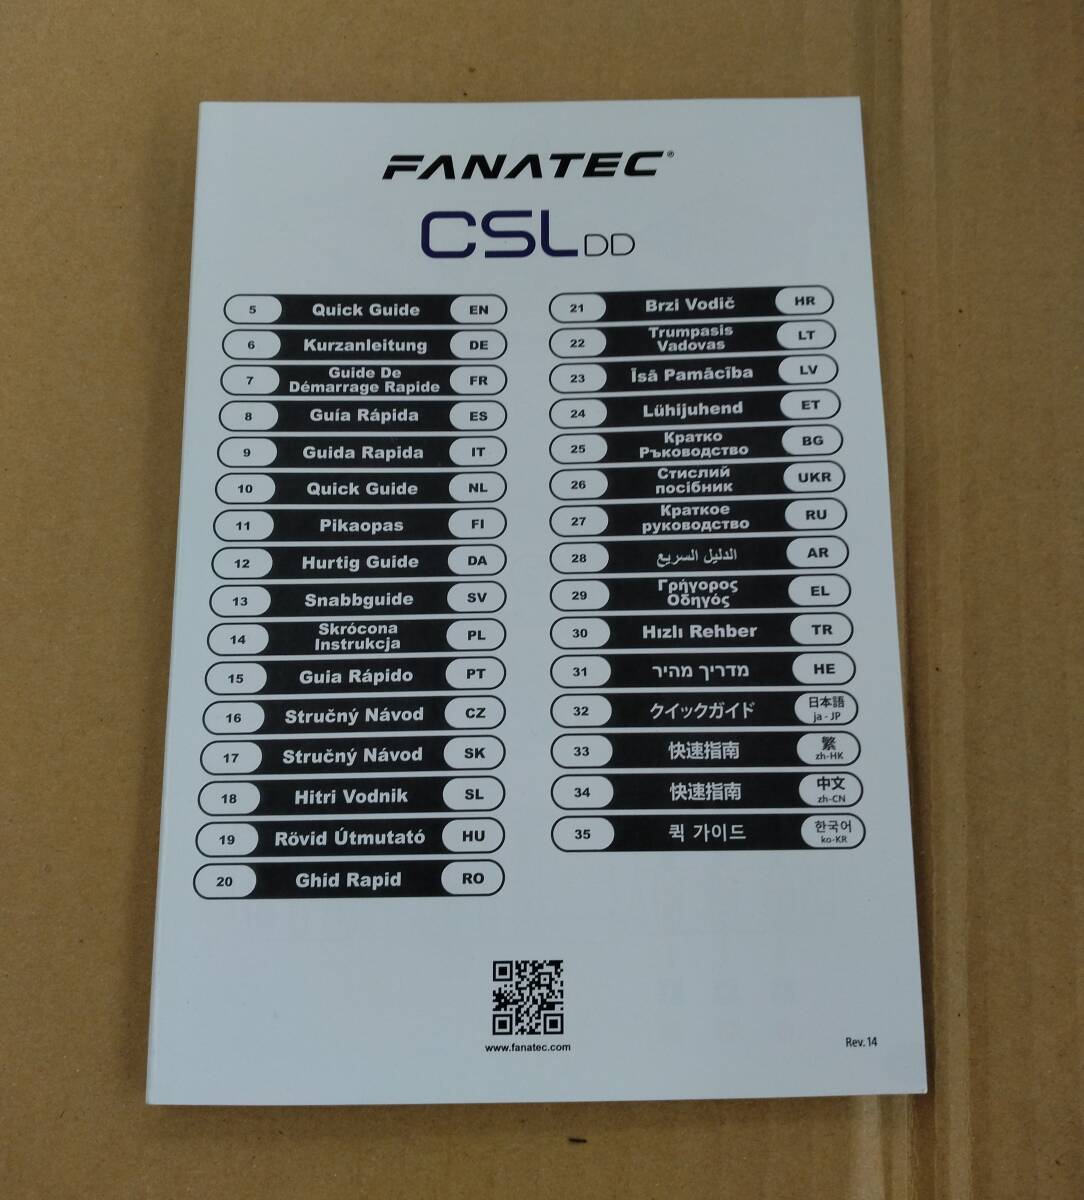 FANATEC®
CSL DD
5 Quick Guide EN
6 Kurzanleitung DE
7 Guide De
Démarrage Rapide FR
8 Guía Rápida ES
9 Guida Rapida IT
10 Quick Guide NL
11 Pikaopas FI
12 Hurtig Guide DA
13 Snabbguide SV
14 Skrócona
Instrukcja PL
15 Guia Rápido PT
16 Stručný Návod CZ
17 Stručný Návod SK
18 Hitri Vodnik SL
19 Rövid Útmutató HU
20 Ghid Rapid RO
21 Brzi Vodič HR
22 Trumpasis
Vadovas LT
23 Īsā Pamācība LV
24 Lühijuhend ET
25 Кратко
Ръководство BG
26 Стислий
посібник UKR
27 Краткое
руководство RU
28 الدليل السريع AR
29 Γρήγορος
Οδηγός EL
30 Hızlı Rehber TR
31 מדריך מהיר HE
32 クイックガイド 日本語
ja - JP
33 快速指南 繁
zh-HK
34 快速指南 中文
zh-CN
35 퀵 가이드 한국어
ko-KR
www.fanatec.com
Rev. 14